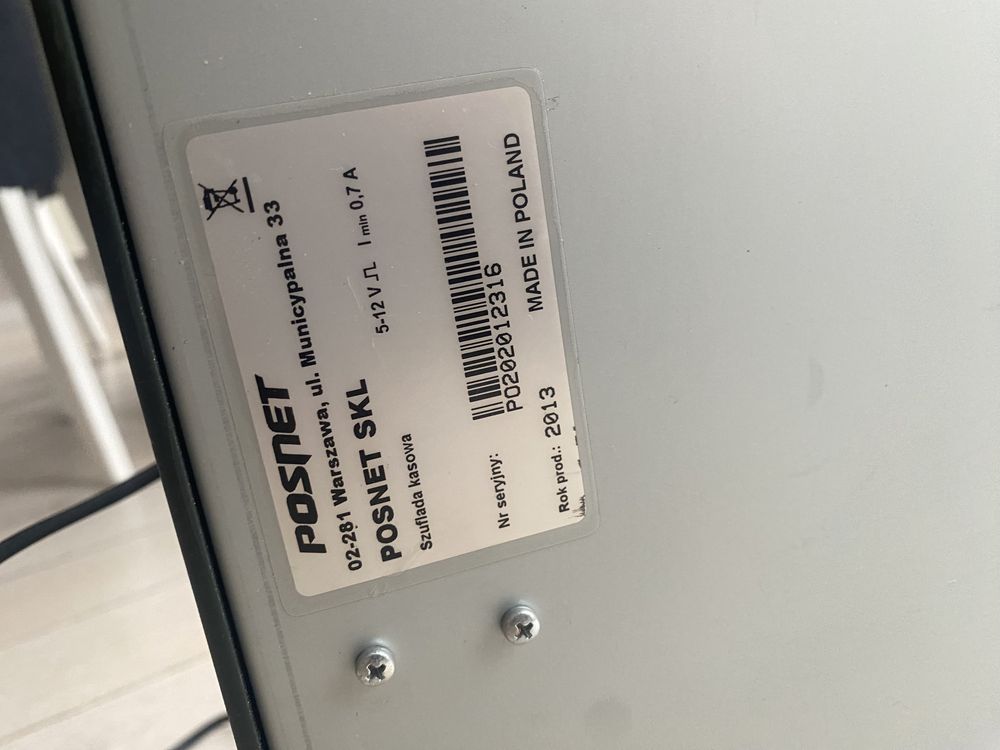 POSNET
02-281 Warszawa, ul. Municypalna 33
POSNET SKL
Szuflada kasowa
5-12 V ⎍ I min 0,7 A
Nr seryjny:
PO202012316
Rok prod.: 2013
MADE IN POLAND